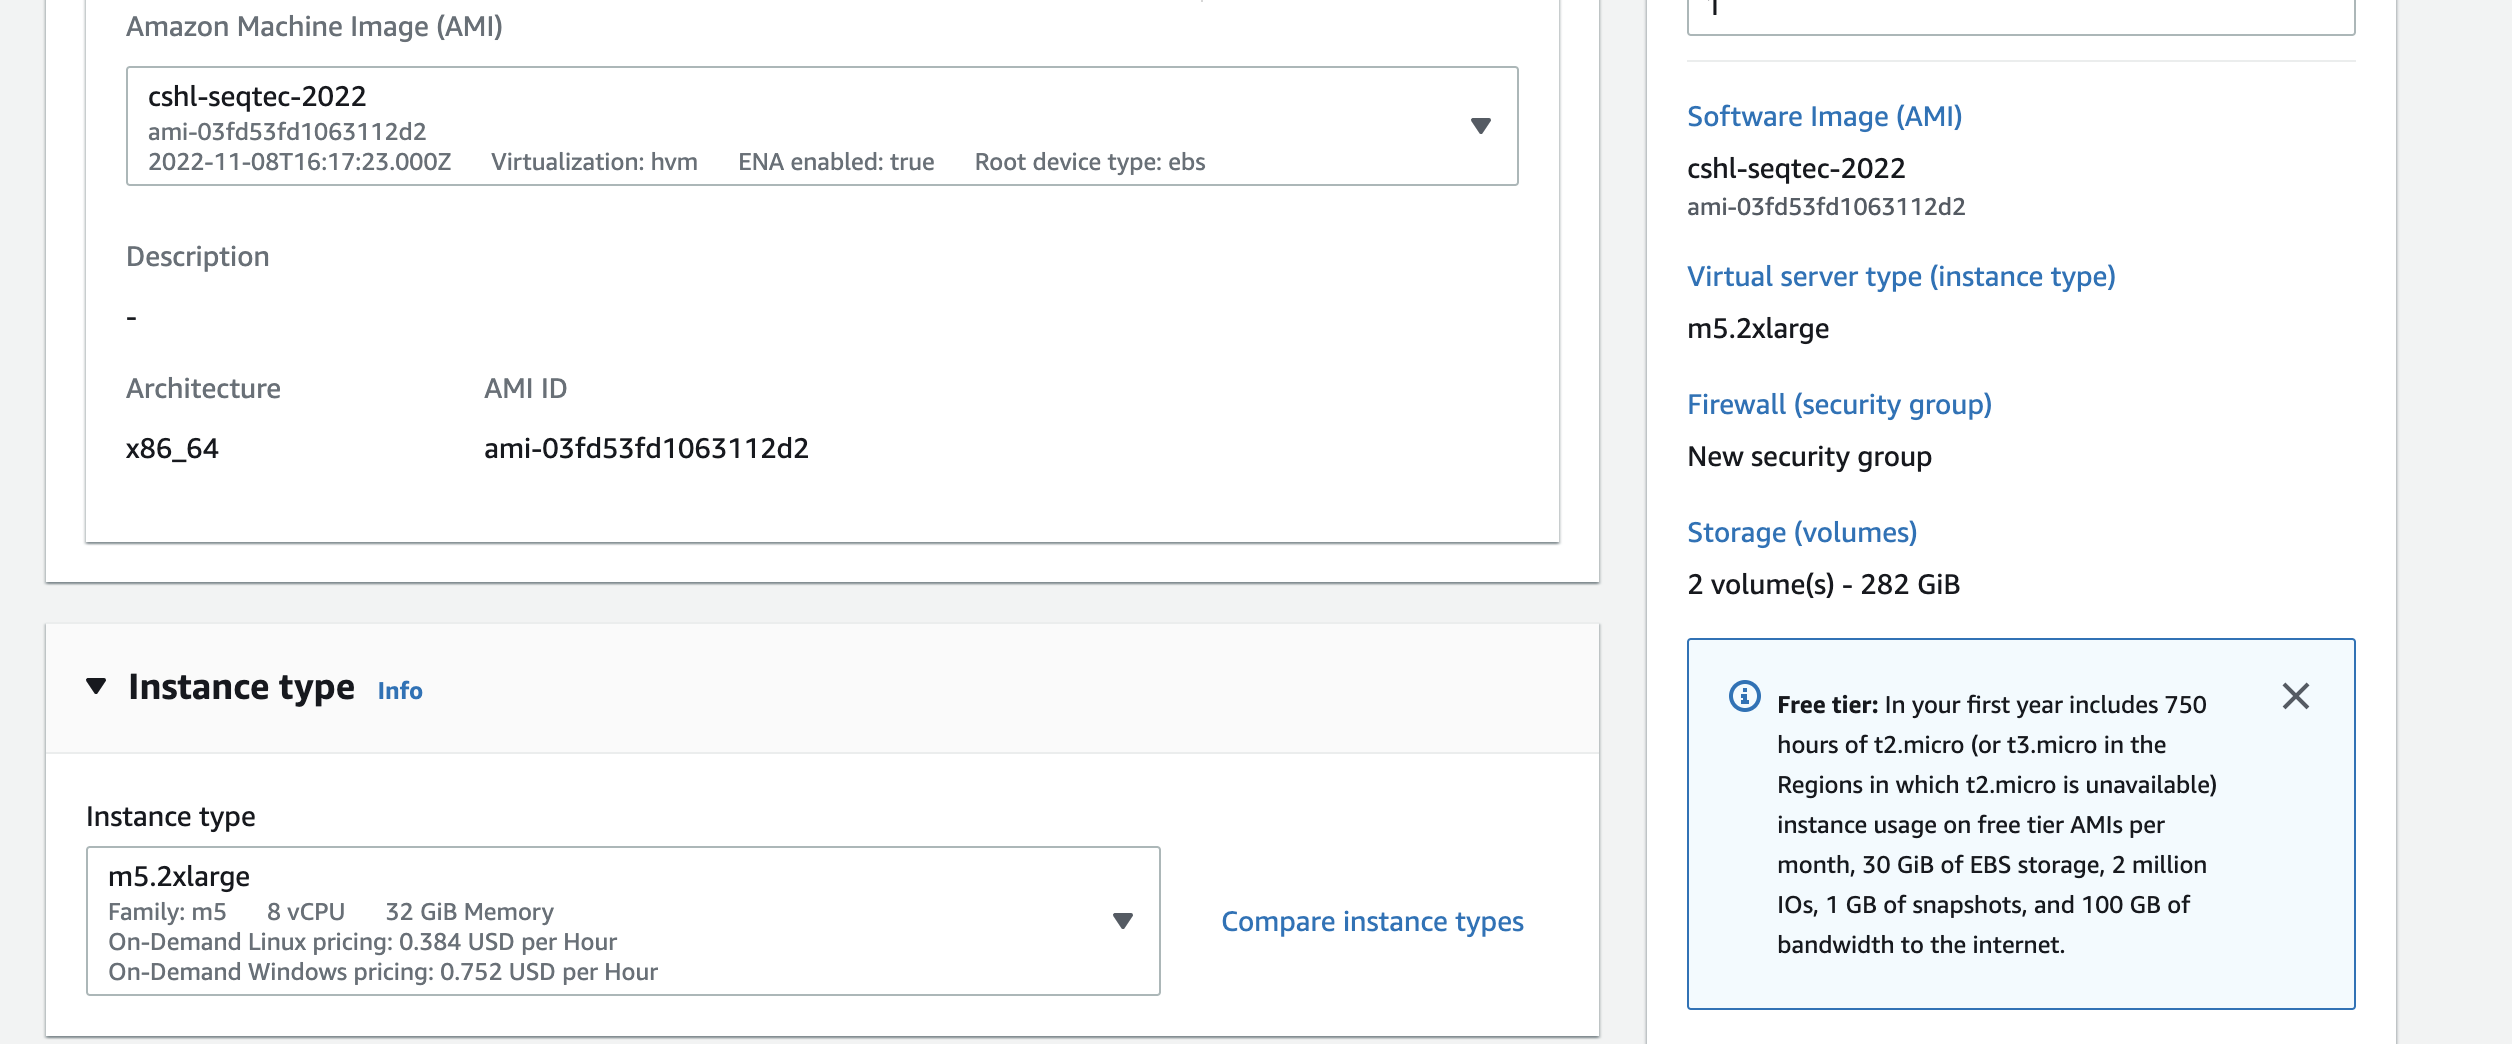 Amazon Machine Image (AMI)
cshl-seqtec-2022
ami-03fd53fd1063112d2
2022-11-08T16:17:23.000Z Virtualization: hvm ENA enabled: true Root device type: ebs
Description
-
Architecture AMI ID
x86_64 ami-03fd53fd1063112d2
Instance type Info
Instance type
m5.2xlarge
Family: m5 8 vCPU 32 GiB Memory
On-Demand Linux pricing: 0.384 USD per Hour
On-Demand Windows pricing: 0.752 USD per Hour
Compare instance types
1
Software Image (AMI)
cshl-seqtec-2022
ami-03fd53fd1063112d2
Virtual server type (instance type)
m5.2xlarge
Firewall (security group)
New security group
Storage (volumes)
2 volume(s) - 282 GiB
Free tier: In your first year includes 750
hours of t2.micro (or t3.micro in the
Regions in which t2.micro is unavailable)
instance usage on free tier AMIs per
month, 30 GiB of EBS storage, 2 million
IOs, 1 GB of snapshots, and 100 GB of
bandwidth to the internet.